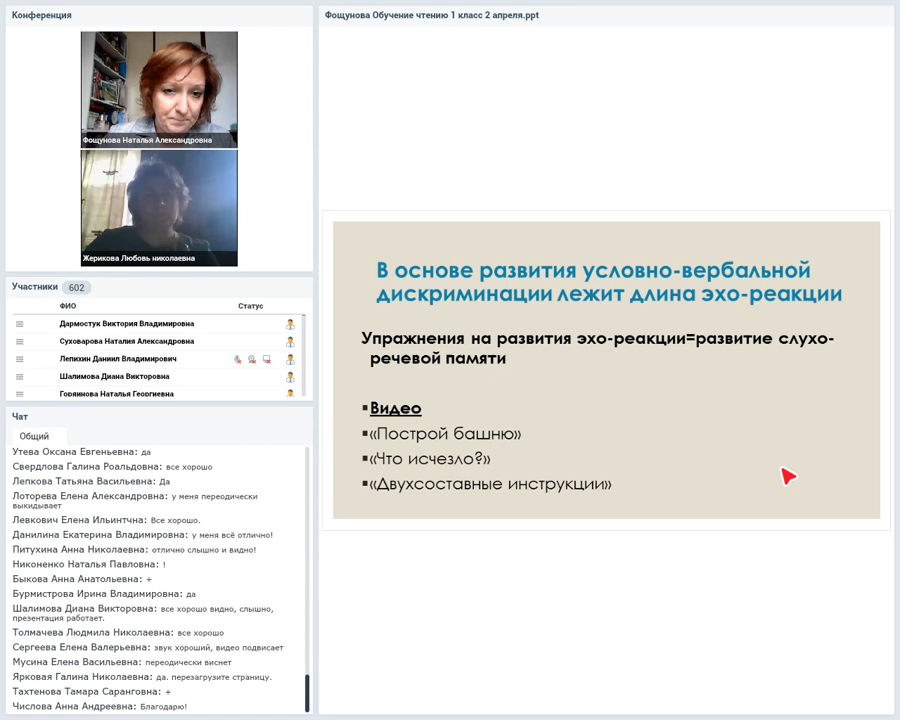 Конференция
Фощунова Наталья Александровна
Жерикова Любовь николаевна
Участники 602
ФИО Статус
Дармостук Виктория Владимировна
Суховарова Наталия Александровна
Лепихин Даниил Владимирович
Шалимова Диана Викторовна
Горяинова Наталья Георгиевна
Чат
Общий
Утева Оксана Евгеньевна: да
Свердлова Галина Роальдовна: все хорошо
Лепкова Татьяна Васильевна: Да
Лоторева Елена Александровна: у меня переодически
выкидывает
Левкович Елена Ильинтчна: Все хорошо.
Данилина Екатерина Владимировна: у меня всё отлично!
Питухина Анна Николаевна: отлично слышно и видно!
Никоненко Наталья Павловна: !
Быкова Анна Анатольевна: +
Бурмистрова Ирина Владимировна: да
Шалимова Диана Викторовна: все хорошо видно, слышно,
презентация работает.
Толмачева Людмила Николаевна: все хорошо
Сергеева Елена Валерьевна: звук хороший, видео подвисает
Мусина Елена Васильевна: переодически виснет
Ярковая Галина Николаевна: да. перезагрузите страницу.
Тахтенова Тамара Саранговна: +
Числова Анна Андреевна: Благодарю!
Фощунова Обучение чтению 1 класс 2 апреля.ppt
В основе развития условно-вербальной
дискриминации лежит длина эхо-реакции
Упражнения на развития эхо-реакции=развитие слухо-
речевой памяти
▪Видео
▪«Построй башню»
▪«Что исчезло?»
▪«Двухсоставные инструкции»